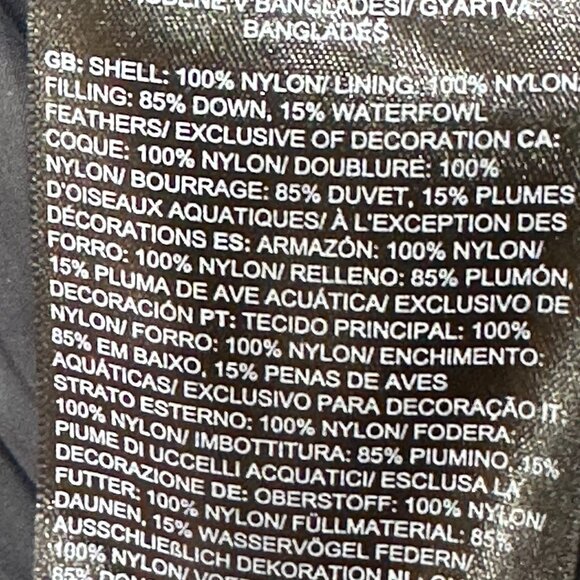 V BANGLADÉŠI/ GYÁRTVA
BANGLADÉŠ
GB: SHELL: 100% NYLON/ LINING: 100% NYLON/
FILLING: 85% DOWN, 15% WATERFOWL
FEATHERS/ EXCLUSIVE OF DECORATION CA:
COQUE: 100% NYLON/ DOUBLURE: 100%
NYLON/ BOURRAGE: 85% DUVET, 15% PLUMES
D'OISEAUX AQUATIQUES/ À L'EXCEPTION DES
DÉCORATIONS ES: ARMAZÓN: 100% NYLON/
FORRO: 100% NYLON/ RELLENO: 85% PLUMÓN,
15% PLUMA DE AVE ACUÁTICA/ EXCLUSIVO DE
DECORACIÓN PT: TECIDO PRINCIPAL: 100%
NYLON/ FORRO: 100% NYLON/ ENCHIMENTO:
85% EM BAIXO, 15% PENAS DE AVES
AQUÁTICAS/ EXCLUSIVO PARA DECORAÇÃO IT:
STRATO ESTERNO: 100% NYLON/ FODERA:
100% NYLON/ IMBOTTITURA: 85% PIUMINO, 15%
PIUME DI UCCELLI ACQUATICI/ ESCLUSA LA
DECORAZIONE DE: OBERSTOFF: 100% NYLON/
FUTTER: 100% NYLON/ FÜLLMATERIAL: 85%
DAUNEN, 15% WASSERVÖGEL FEDERN/
AUSSCHLIEßLICH DEKORATION
100% NYLON/
85%